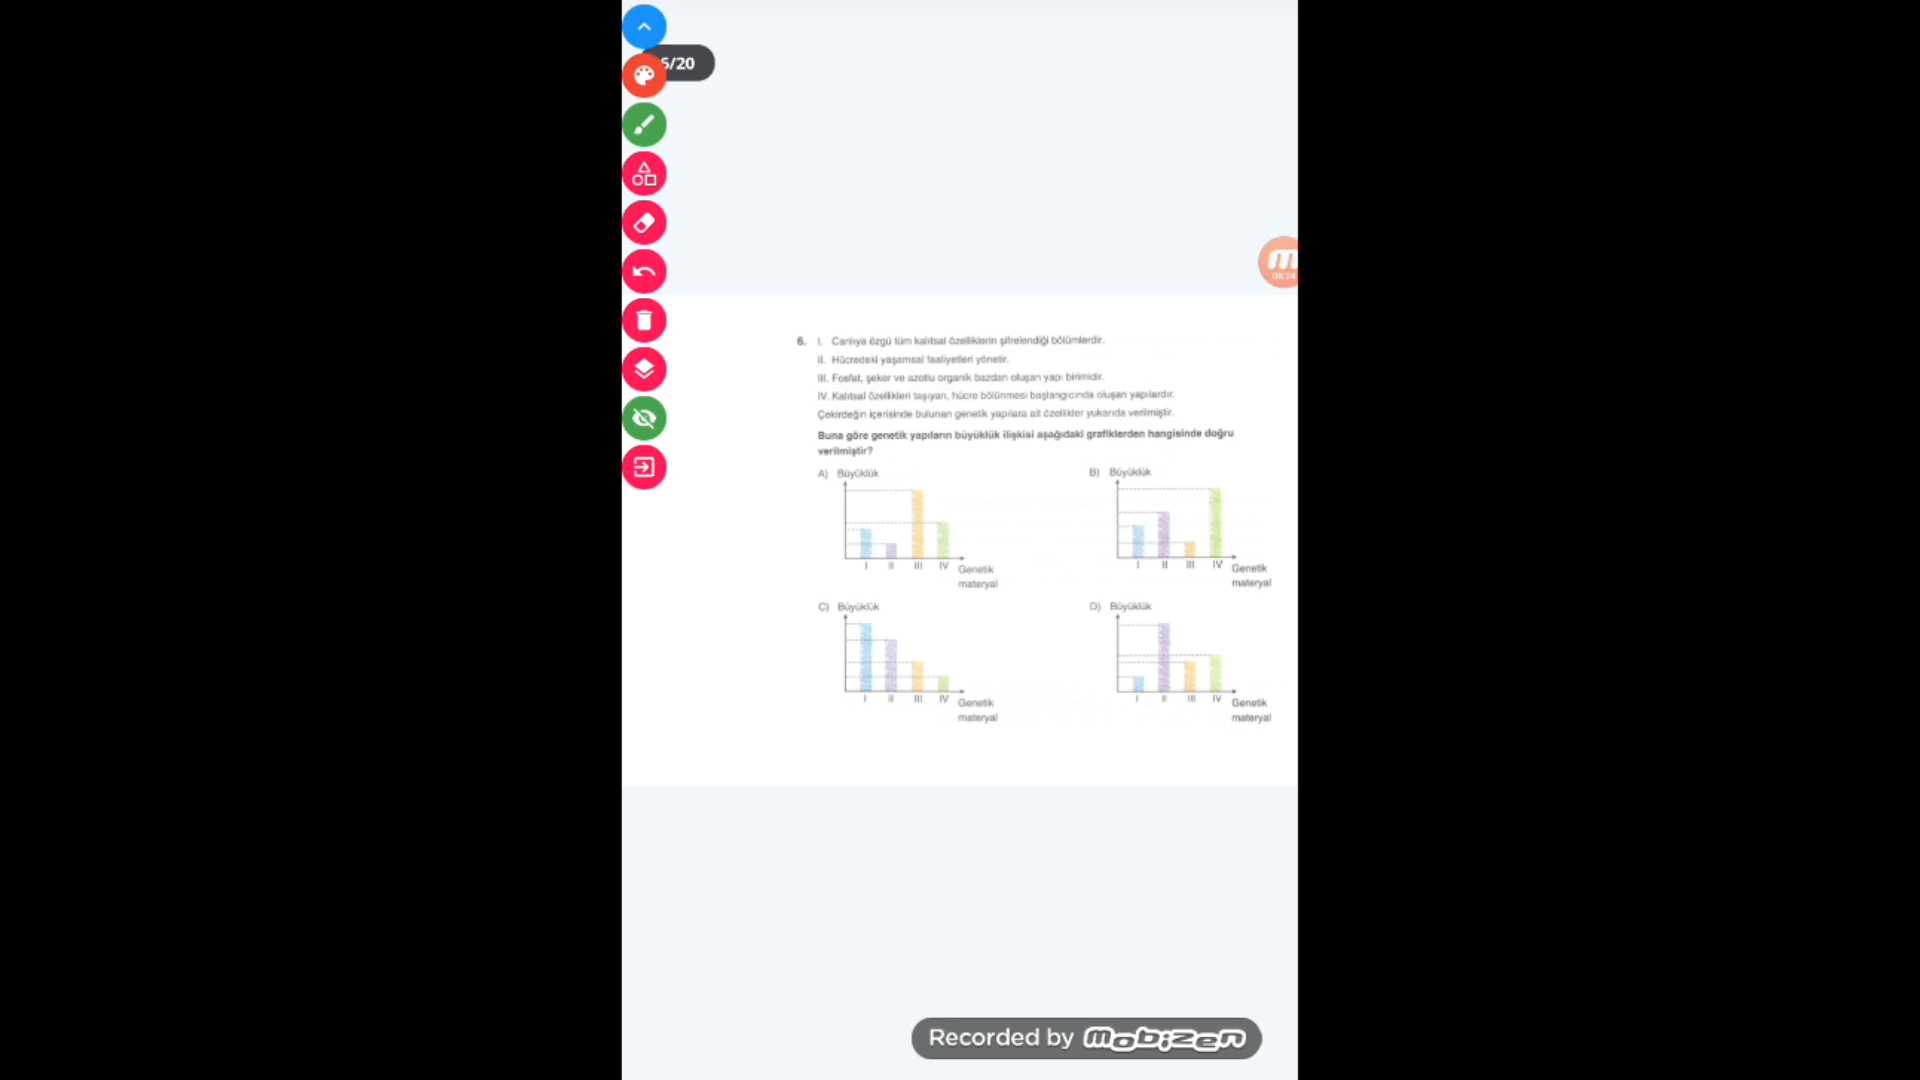 6/20
08:24
6. I. Canlıya özgü tüm kalıtsal özelliklerin şifrelendiği bölümlerdir.
II. Hücredeki yaşamsal faaliyetleri yönetir.
III. Fosfat, şeker ve azotlu organik bazdan oluşan yapı birimidir.
IV. Kalıtsal özellikleri taşıyan, hücre bölünmesi başlangıcında oluşan yapılardır.
Çekirdeğin içerisinde bulunan genetik yapılara ait özellikler yukarıda verilmiştir.
Buna göre genetik yapıların büyüklük ilişkisi aşağıdaki grafiklerden hangisinde doğru
verilmiştir?
A) Büyüklük
I II III IV Genetik
materyal
B) Büyüklük
I II III IV Genetik
materyal
C) Büyüklük
I II III IV Genetik
materyal
D) Büyüklük
I II III IV Genetik
materyal
Recorded by Mobizen